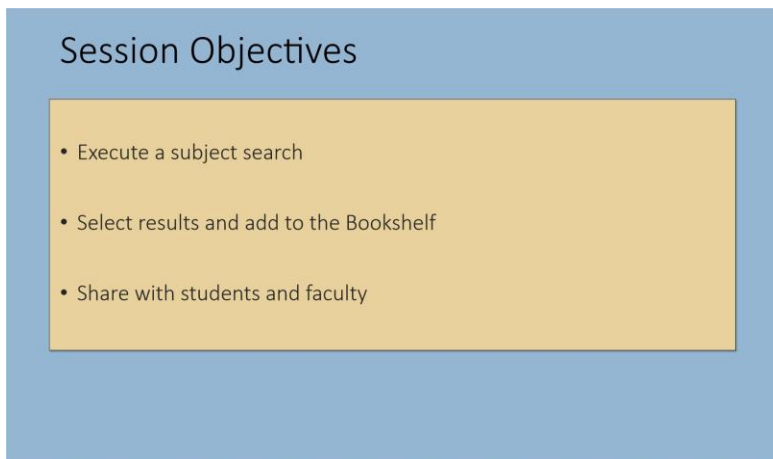 Session Objectives
• Execute a subject search
• Select results and add to the Bookshelf
• Share with students and faculty